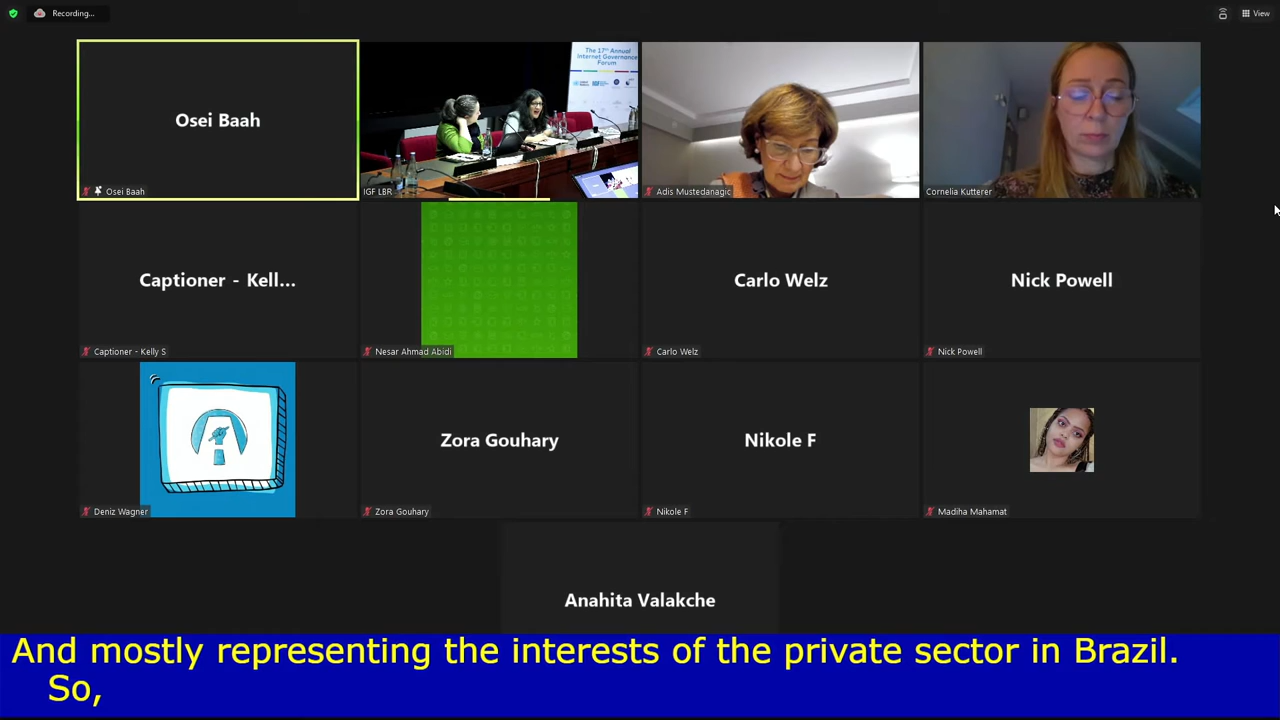 Recording...
View
Osei Baah
Osei Baah
The 17th Annual
Internet Governance
Forum
IGF LBR
Adis Mustedanagic
Cornelia Kutterer
Captioner - Kell...
Captioner - Kelly S
Nesar Ahmad Abidi
Carlo Welz
Carlo Welz
Nick Powell
Nick Powell
Deniz Wagner
Zora Gouhary
Zora Gouhary
Nikole F
Nikole F
Madiha Mahamat
Anahita Valakche
And mostly representing the interests of the private sector in Brazil.
So,